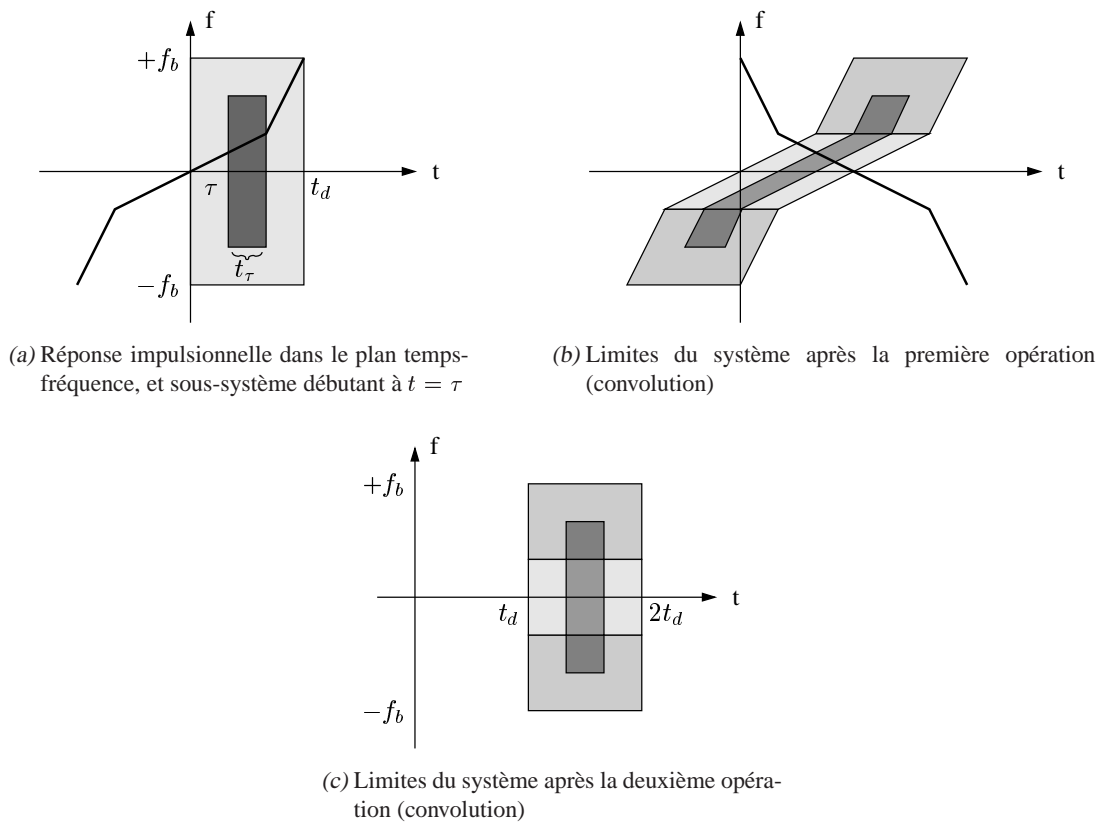 f
+f_b
τ
t_d
t
t_τ
−f_b
(a) Réponse impulsionnelle dans le plan temps-
fréquence, et sous-système débutant à t = τ
f
t
(b) Limites du système après la première opération
(convolution)
f
+f_b
t_d
2t_d
t
−f_b
(c) Limites du système après la deuxième opéra-
tion (convolution)